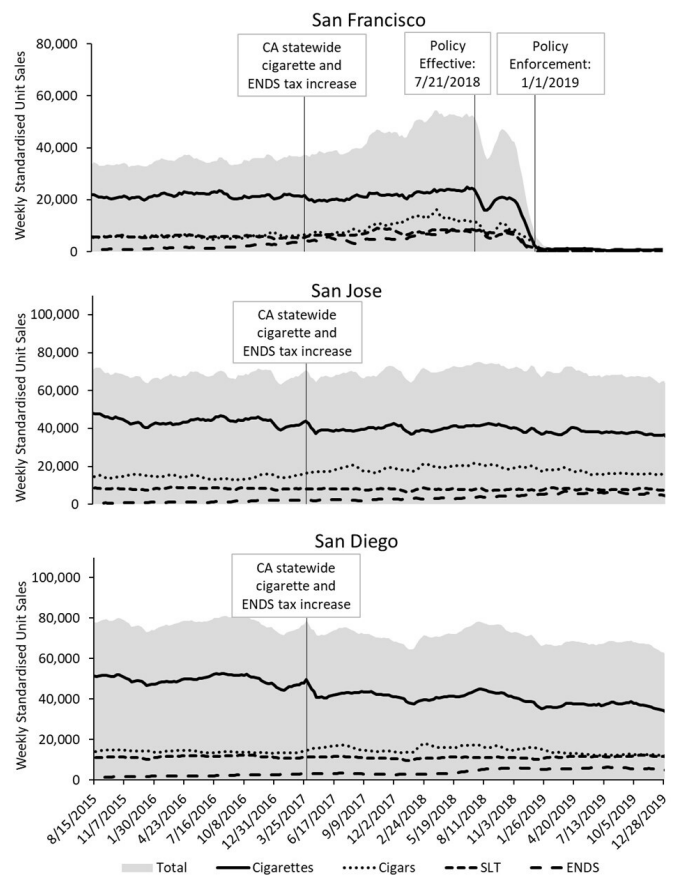 San Francisco
80,000
60,000
40,000
20,000
0
Weekly Standardised Unit Sales
CA statewide
cigarette and
ENDS tax increase
Policy
Effective:
7/21/2018
Policy
Enforcement:
1/1/2019
San Jose
100,000
80,000
60,000
40,000
20,000
0
Weekly Standardised Unit Sales
CA statewide
cigarette and
ENDS tax increase
San Diego
100,000
80,000
60,000
40,000
20,000
0
Weekly Standardised Unit Sales
CA statewide
cigarette and
ENDS tax increase
8/15/2015
11/7/2015
1/30/2016
4/23/2016
7/16/2016
10/8/2016
12/31/2016
3/25/2017
6/17/2017
9/9/2017
12/2/2017
2/24/2018
5/19/2018
8/11/2018
11/3/2018
1/26/2019
4/20/2019
7/13/2019
10/5/2019
12/28/2019
Total
Cigarettes
Cigars
SLT
ENDS